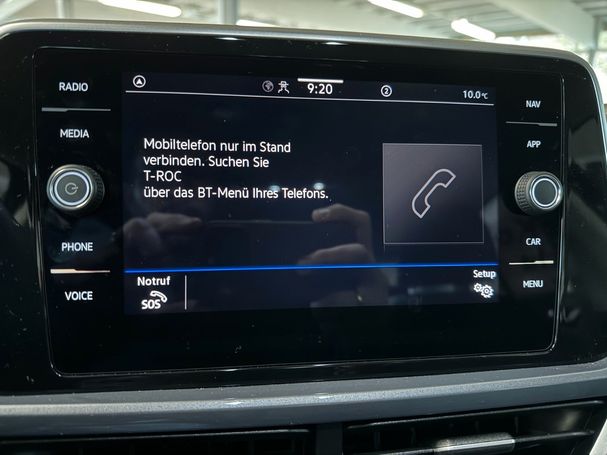 RADIO
9:20
2
10.0°C
NAV
MEDIA
APP
Mobiltelefon nur im Stand
verbinden. Suchen Sie
T-ROC
über das BT-Menü Ihres Telefons.
PHONE
CAR
VOICE
Notruf
SOS
Setup
MENU